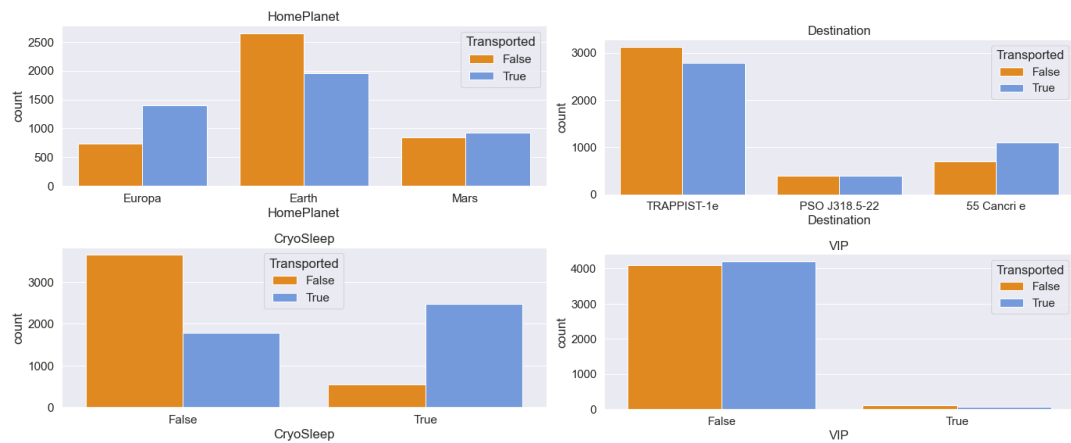 HomePlanet
2500
2000
1500
1000
500
0
count
Transported
False
True
Europa Earth Mars
HomePlanet
Destination
3000
2000
1000
0
count
Transported
False
True
TRAPPIST-1e PSO J318.5-22 55 Cancri e
Destination
CryoSleep
3000
2000
1000
0
count
Transported
False
True
False True
CryoSleep
VIP
4000
3000
2000
1000
0
count
Transported
False
True
False True
VIP